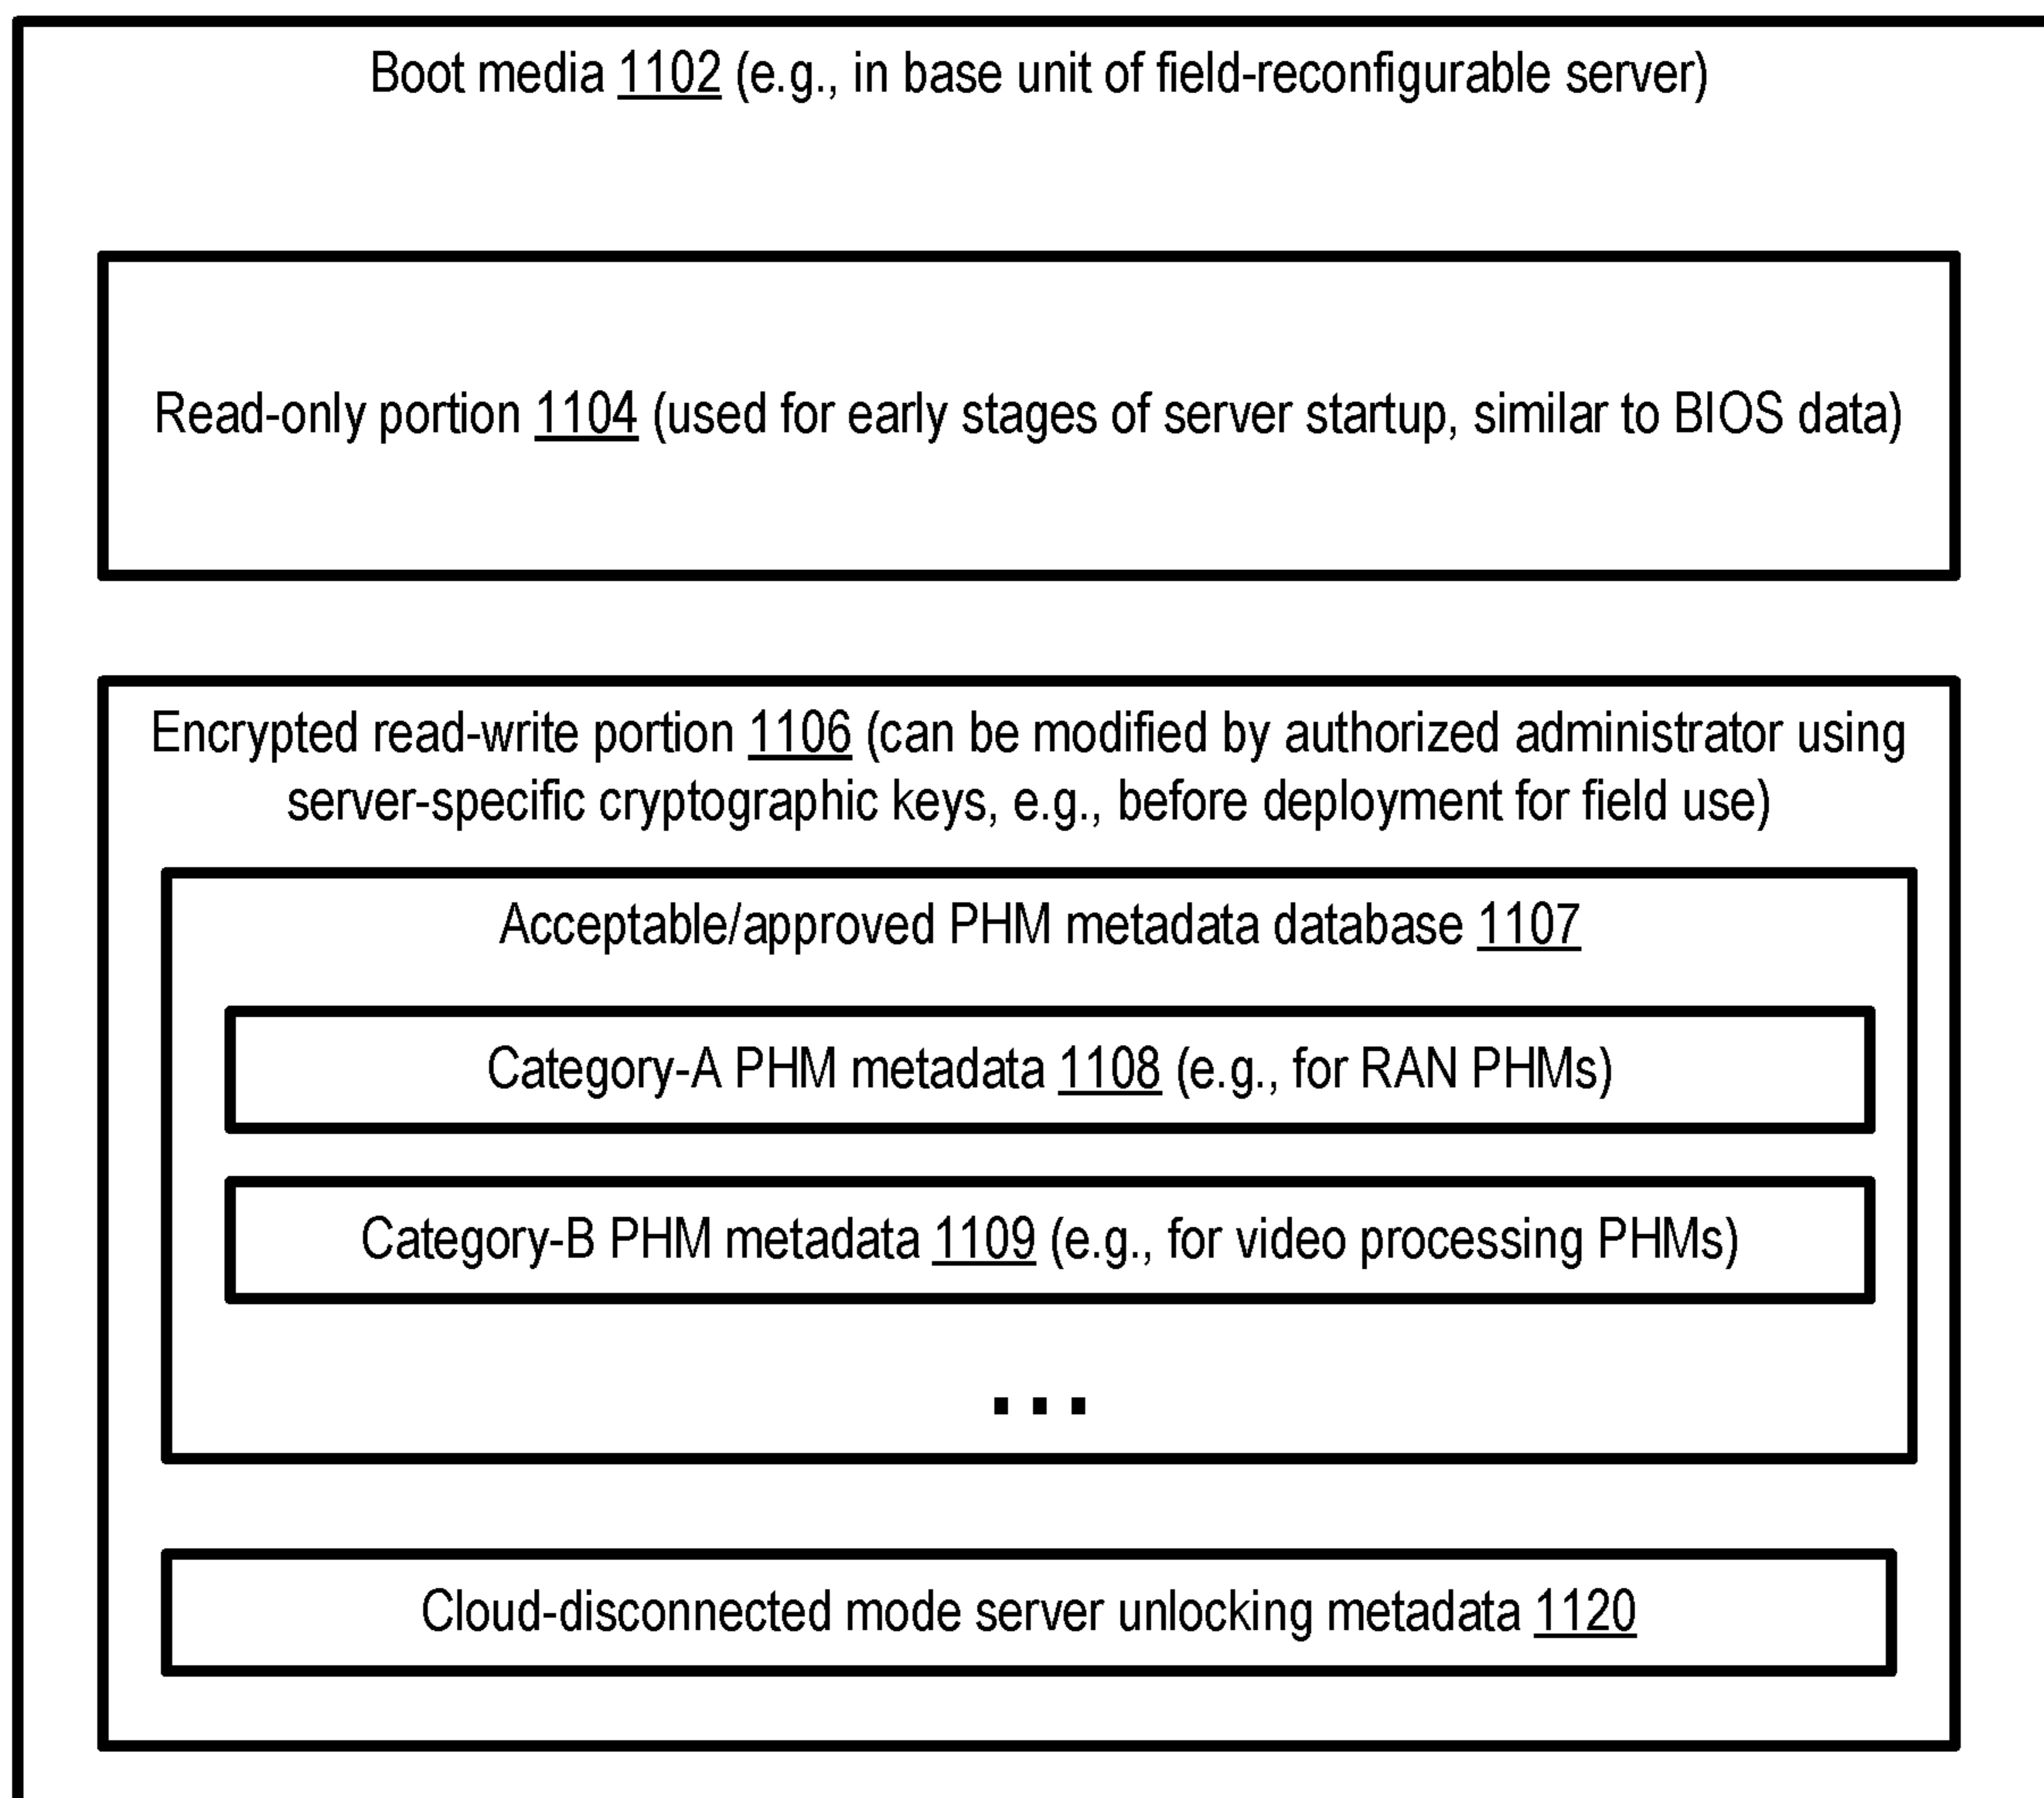 Boot media 1102 (e.g., in base unit of field-reconfigurable server)
Read-only portion 1104 (used for early stages of server startup, similar to BIOS data)
Encrypted read-write portion 1106 (can be modified by authorized administrator using
server-specific cryptographic keys, e.g., before deployment for field use)
Acceptable/approved PHM metadata database 1107
Category-A PHM metadata 1108 (e.g., for RAN PHMs)
Category-B PHM metadata 1109 (e.g., for video processing PHMs)
...
Cloud-disconnected mode server unlocking metadata 1120